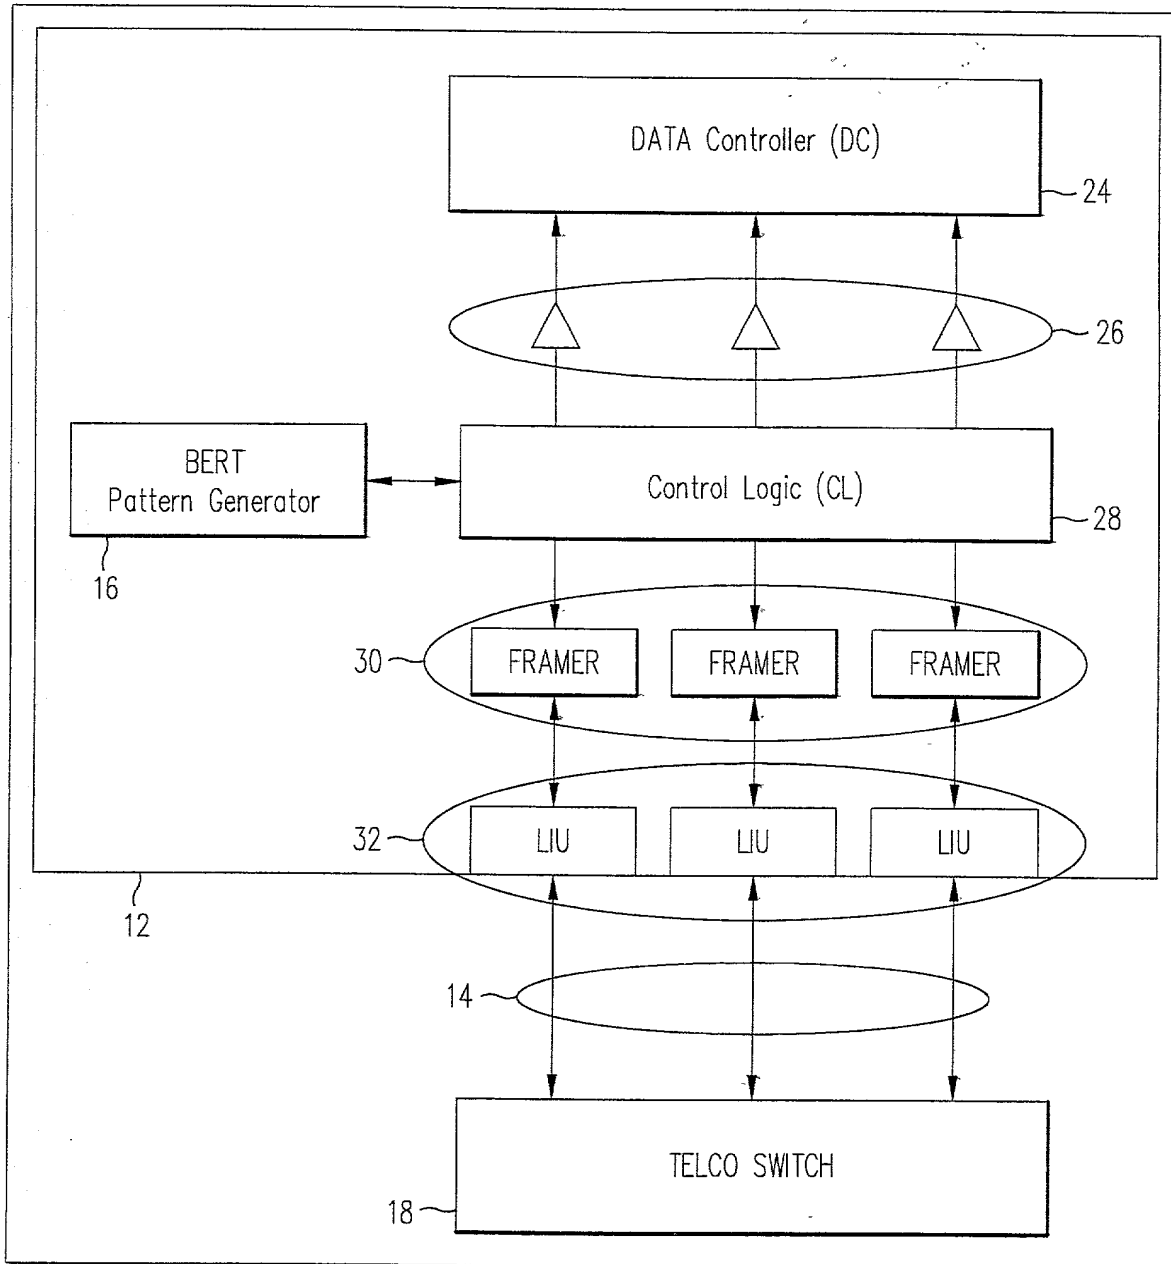 DATA Controller (DC)
24
26
BERT
Pattern Generator
16
Control Logic (CL)
28
30
FRAMER FRAMER FRAMER
32
LIU LIU LIU
12
14
TELCO SWITCH
18